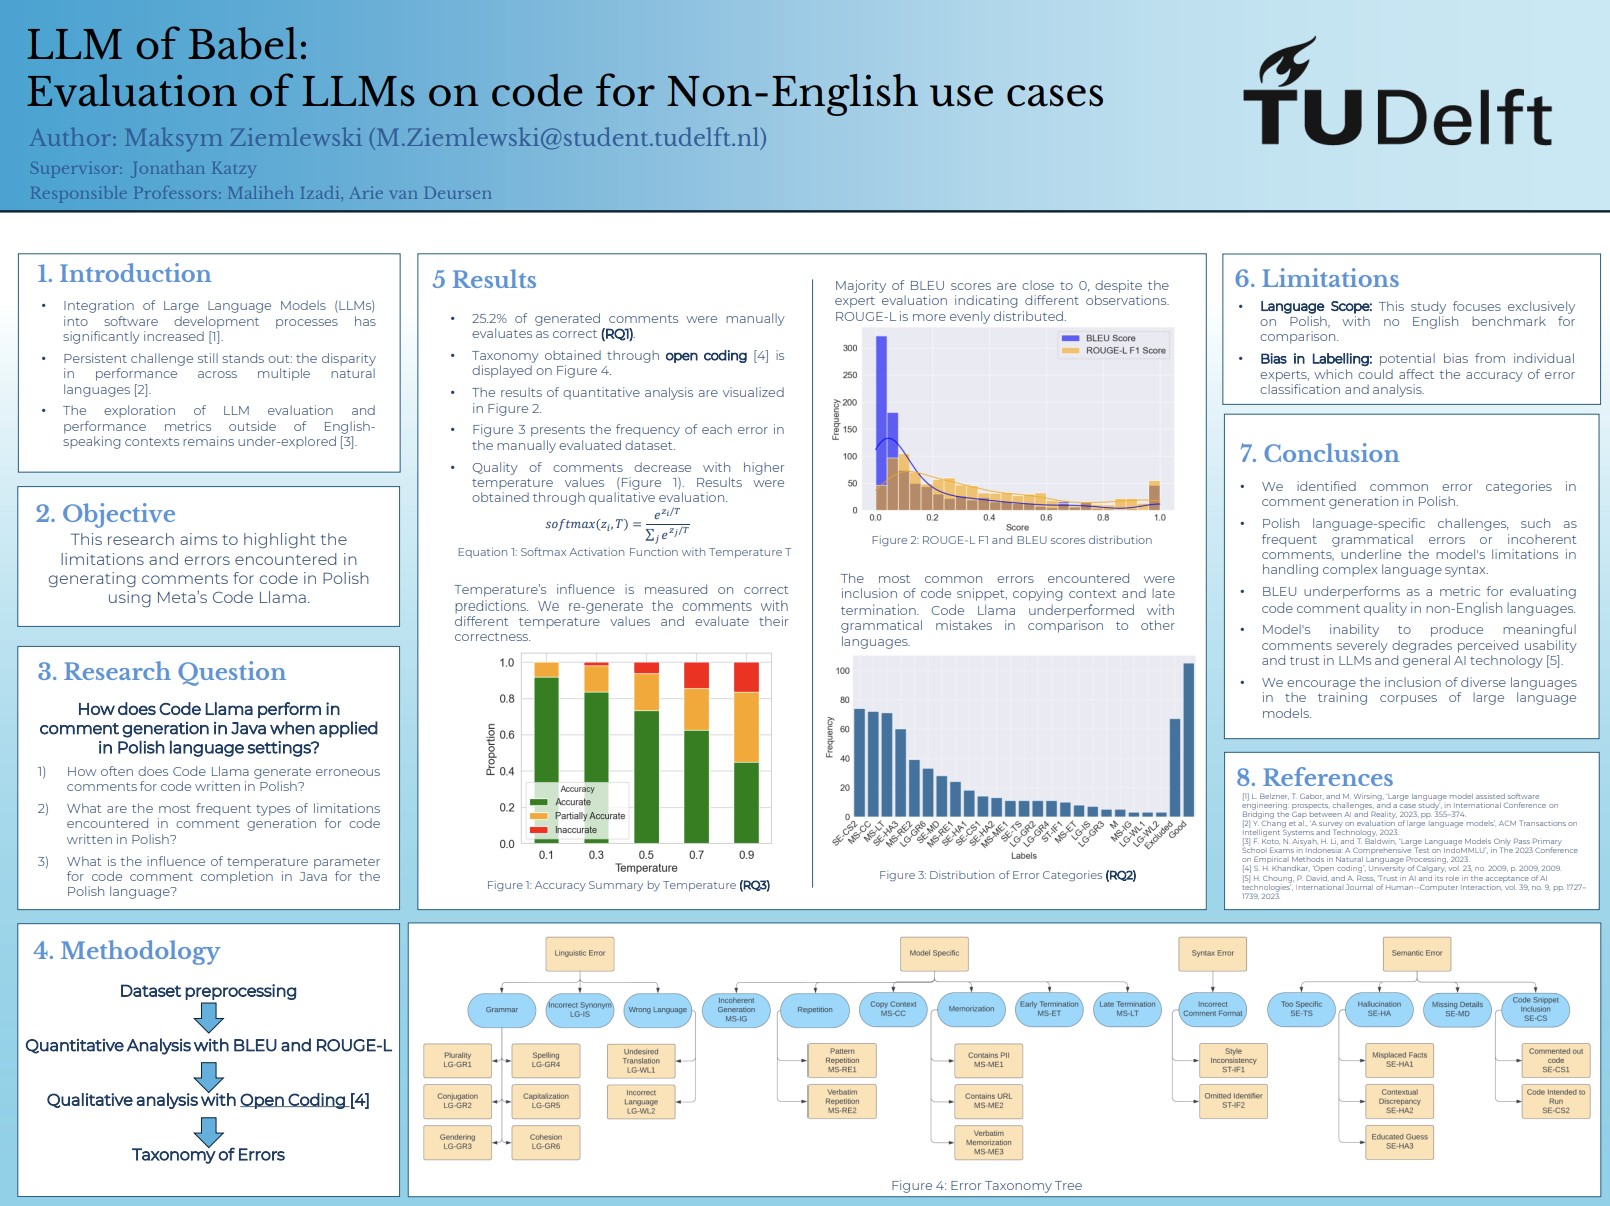 LLM of Babel:
Evaluation of LLMs on code for Non-English use cases
Author: Maksym Ziemlewski (M.Ziemlewski@student.tudelft.nl)
Supervisor: Jonathan Katzy
Responsible Professors: Maliheh Izadi, Arie van Deursen
TU Delft
1. Introduction
• Integration of Large Language Models (LLMs)
into software development processes has
significantly increased [1].
• Persistent challenge still stands out: the disparity
in performance across multiple natural
languages [2].
• The exploration of LLM evaluation and
performance metrics outside of English-
speaking contexts remains under-explored [3].
2. Objective
This research aims to highlight the
limitations and errors encountered in
generating comments for code in Polish
using Meta's Code Llama.
3. Research Question
How does Code Llama perform in
comment generation in Java when applied
in Polish language settings?
1) How often does Code Llama generate erroneous
comments for code written in Polish?
2) What are the most frequent types of limitations
encountered in comment generation for code
written in Polish?
3) What is the influence of temperature parameter
for code comment completion in Java for the
Polish language?
4. Methodology
Dataset preprocessing
Quantitative Analysis with BLEU and ROUGE-L
Qualitative analysis with Open Coding [4]
Taxonomy of Errors
5 Results
• 25.2% of generated comments were manually
evaluates as correct (RQ1).
• Taxonomy obtained through open coding [4] is
displayed on Figure 4.
• The results of quantitative analysis are visualized
in Figure 2.
• Figure 3 presents the frequency of each error in
the manually evaluated dataset.
• Quality of comments decrease with higher
temperature values (Figure 1). Results were
obtained through qualitative evaluation.
softmax(z_i, T) = e^{z_i/T} / ∑_j e^{z_j/T}
Equation 1: Softmax Activation Function with Temperature T
Temperature's influence is measured on correct
predictions. We re-generate the comments with
different temperature values and evaluate their
correctness.
1.0
0.8
0.6
0.4
0.2
0.0
Proportion
Accuracy
Accurate
Partially Accurate
Inaccurate
0.1 0.3 0.5 0.7 0.9
Temperature
Figure 1: Accuracy Summary by Temperature (RQ3)
Majority of BLEU scores are close to 0, despite the
expert evaluation indicating different observations.
ROUGE-L is more evenly distributed.
BLEU Score
ROUGE-L F1 Score
300
250
200
150
100
50
0
Frequency
0.0 0.2 0.4 0.6 0.8 1.0
Score
Figure 2: ROUGE-L F1 and BLEU scores distribution
The most common errors encountered were
inclusion of code snippet, copying context and late
termination. Code Llama underperformed with
grammatical mistakes in comparison to other
languages.
100
80
60
40
20
0
Frequency
SE-CS2 MS-CC MS-LT SE-HA3 MS-RE2 LG-GR6 SE-MD MS-RE1 SE-HA1 SE-CS1 SE-HA2 MS-ME1 SE-TS LG-GR2 LG-GR4 ST-IF1 MS-ET LG-IS LG-GR3 M MS-IG LG-WL1 LG-WL2 Excluded Good
Labels
Figure 3: Distribution of Error Categories (RQ2)
6. Limitations
• Language Scope: This study focuses exclusively
on Polish, with no English benchmark for
comparison.
• Bias in Labelling: potential bias from individual
experts, which could affect the accuracy of error
classification and analysis.
7. Conclusion
• We identified common error categories in
comment generation in Polish.
• Polish language-specific challenges, such as
frequent grammatical errors or incoherent
comments, underline the model's limitations in
handling complex language syntax.
• BLEU underperforms as a metric for evaluating
code comment quality in non-English languages.
• Model's inability to produce meaningful
comments severely degrades perceived usability
and trust in LLMs and general AI technology [5].
• We encourage the inclusion of diverse languages
in the training corpuses of large language
models.
8. References
[1] L. Belzner, T. Gabor, and M. Wirsing, 'Large language model assisted software
engineering: prospects, challenges, and a case study', in International Conference on
Bridging the Gap between AI and Reality, 2023, pp. 355–374.
[2] Y. Chang et al., 'A survey on evaluation of large language models', ACM Transactions on
Intelligent Systems and Technology, 2023.
[3] F. Koto, N. Aisyah, H. Li, and T. Baldwin, 'Large Language Models Only Pass Primary
School Exams in Indonesia: A Comprehensive Test on IndoMMLU', in The 2023 Conference
on Empirical Methods in Natural Language Processing, 2023.
[4] S. H. Khandkar, 'Open coding', University of Calgary, vol. 23, no. 2009, p. 2009, 2009.
[5] H. Choung, P. David, and A. Ross, 'Trust in AI and its role in the acceptance of AI
technologies', International Journal of Human--Computer Interaction, vol. 39, no. 9, pp. 1727–
1739, 2023.
Linguistic Error
Model Specific
Syntax Error
Semantic Error
Grammar
Incorrect Synonym
LG-IS
Wrong Language
Incoherent
Generation
MS-IG
Repetition
Copy Context
MS-CC
Memorization
Early Termination
MS-ET
Late Termination
MS-LT
Incorrect
Comment Format
Too Specific
SE-TS
Hallucination
SE-HA
Missing Details
SE-MD
Code Snippet
Inclusion
SE-CS
Plurality
LG-GR1
Spelling
LG-GR4
Undesired
Translation
LG-WL1
Pattern
Repetition
MS-RE1
Contains PII
MS-ME1
Style
Inconsistency
ST-IF1
Misplaced Facts
SE-HA1
Commented out
code
SE-CS1
Conjugation
LG-GR2
Capitalization
LG-GR5
Incorrect
Language
LG-WL2
Verbatim
Repetition
MS-RE2
Contains URL
MS-ME2
Omitted Identifier
ST-IF2
Contextual
Discrepancy
SE-HA2
Code Intended to
Run
SE-CS2
Gendering
LG-GR3
Cohesion
LG-GR6
Verbatim
Memorization
MS-ME3
Educated Guess
SE-HA3
Figure 4: Error Taxonomy Tree